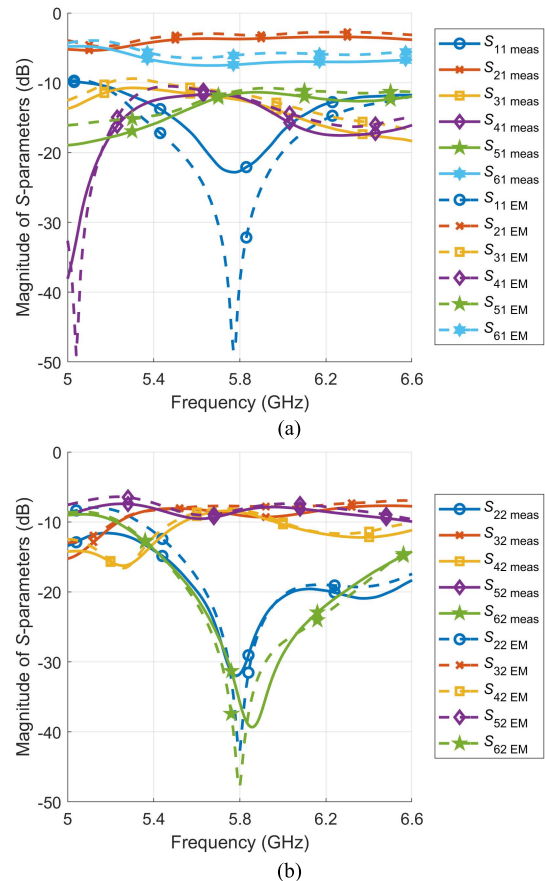 0
-10
-20
-30
-40
-50
Magnitude of S-parameters (dB)
5 5.4 5.8 6.2 6.6
Frequency (GHz)
S11 meas
S21 meas
S31 meas
S41 meas
S51 meas
S61 meas
S11 EM
S21 EM
S31 EM
S41 EM
S51 EM
S61 EM
(a)
0
-10
-20
-30
-40
-50
Magnitude of S-parameters (dB)
5 5.4 5.8 6.2 6.6
Frequency (GHz)
S22 meas
S32 meas
S42 meas
S52 meas
S62 meas
S22 EM
S32 EM
S42 EM
S52 EM
S62 EM
(b)